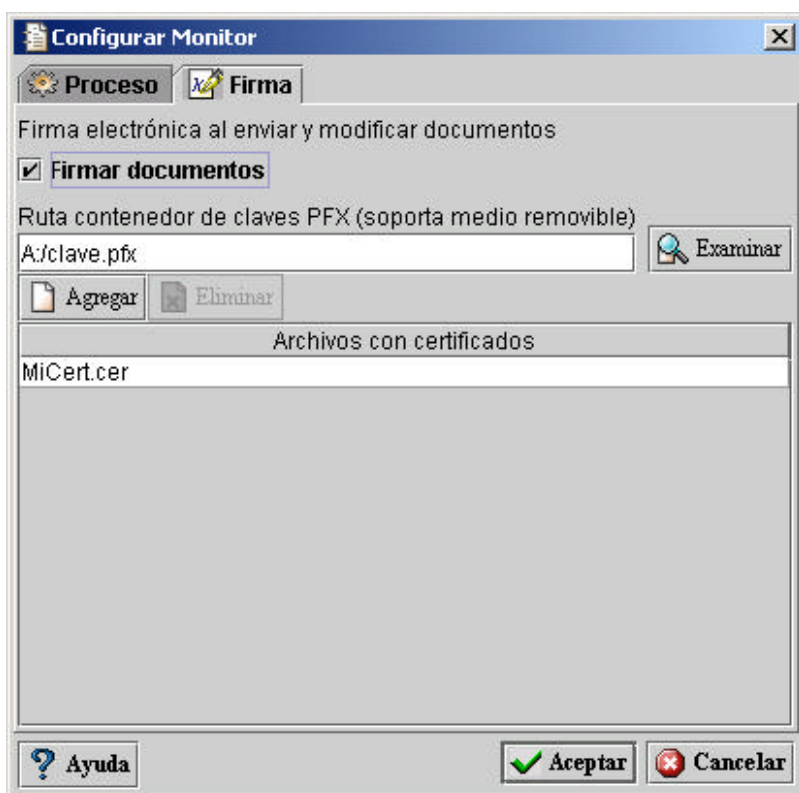 Configurar Monitor
Proceso Firma
Firma electrónica al enviar y modificar documentos
Firmar documentos
Ruta contenedor de claves PFX (soporta medio removible)
A:/clave.pfx Examinar
Agregar Eliminar
Archivos con certificados
MiCert.cer
Ayuda Aceptar Cancelar